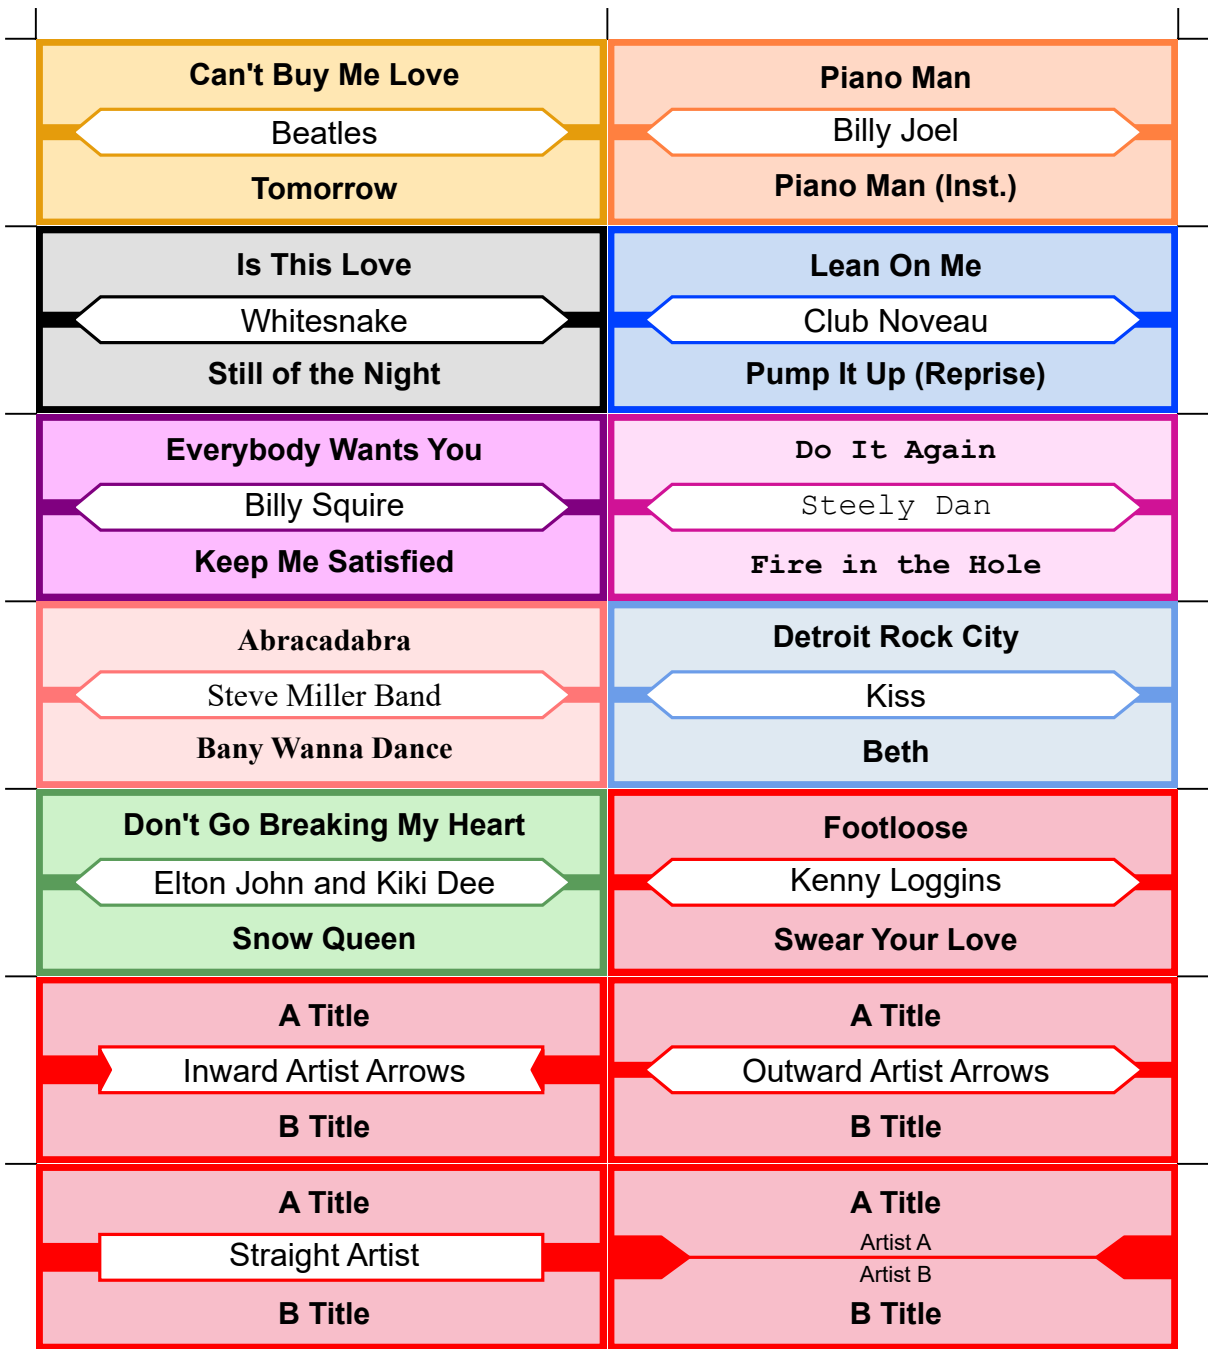 Can't Buy Me Love
Beatles
Tomorrow
Piano Man
Billy Joel
Piano Man (Inst.)
Is This Love
Whitesnake
Still of the Night
Lean On Me
Club Noveau
Pump It Up (Reprise)
Everybody Wants You
Billy Squire
Keep Me Satisfied
Do It Again
Steely Dan
Fire in the Hole
Abracadabra
Steve Miller Band
Bany Wanna Dance
Detroit Rock City
Kiss
Beth
Don't Go Breaking My Heart
Elton John and Kiki Dee
Snow Queen
Footloose
Kenny Loggins
Swear Your Love
A Title
Inward Artist Arrows
B Title
A Title
Outward Artist Arrows
B Title
A Title
Straight Artist
B Title
A Title
Artist A
Artist B
B Title